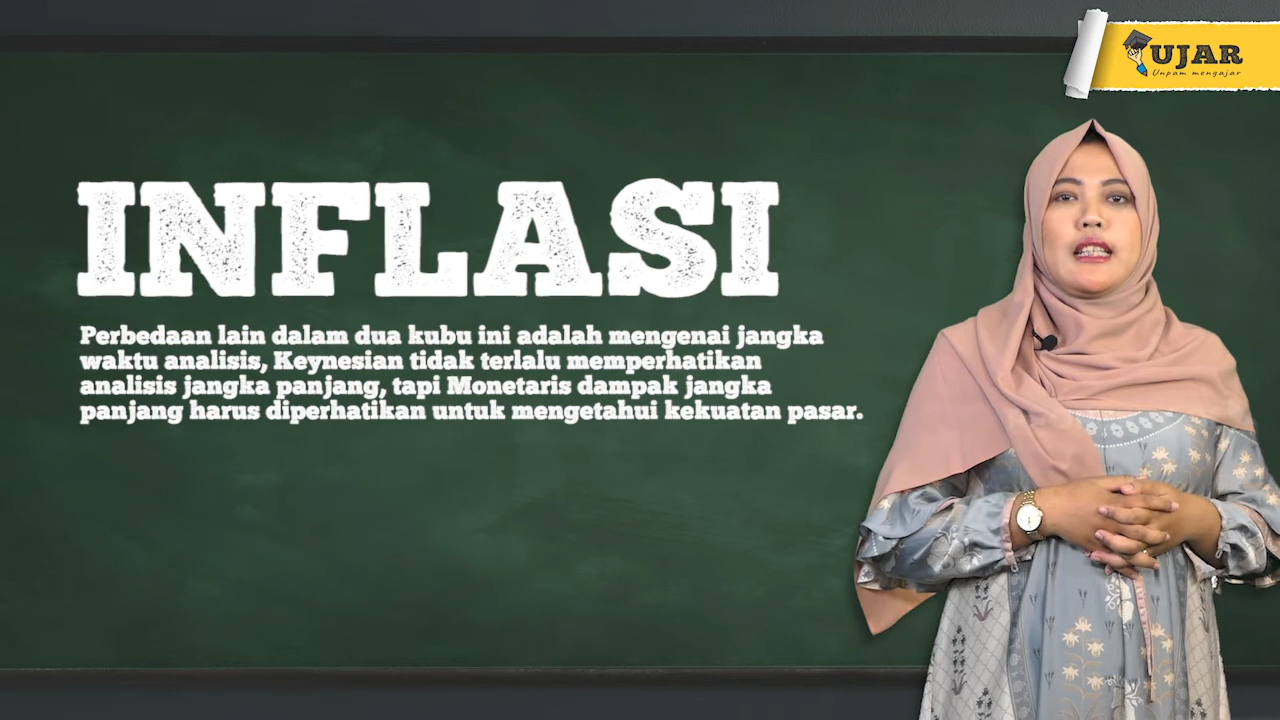 UJAR
Unpam mengajar
INFLASI
Perbedaan lain dalam dua kubu ini adalah mengenai jangka
waktu analisis, Keynesian tidak terlalu memperhatikan
analisis jangka panjang, tapi Monetaris dampak jangka
panjang harus diperhatikan untuk mengetahui kekuatan pasar.